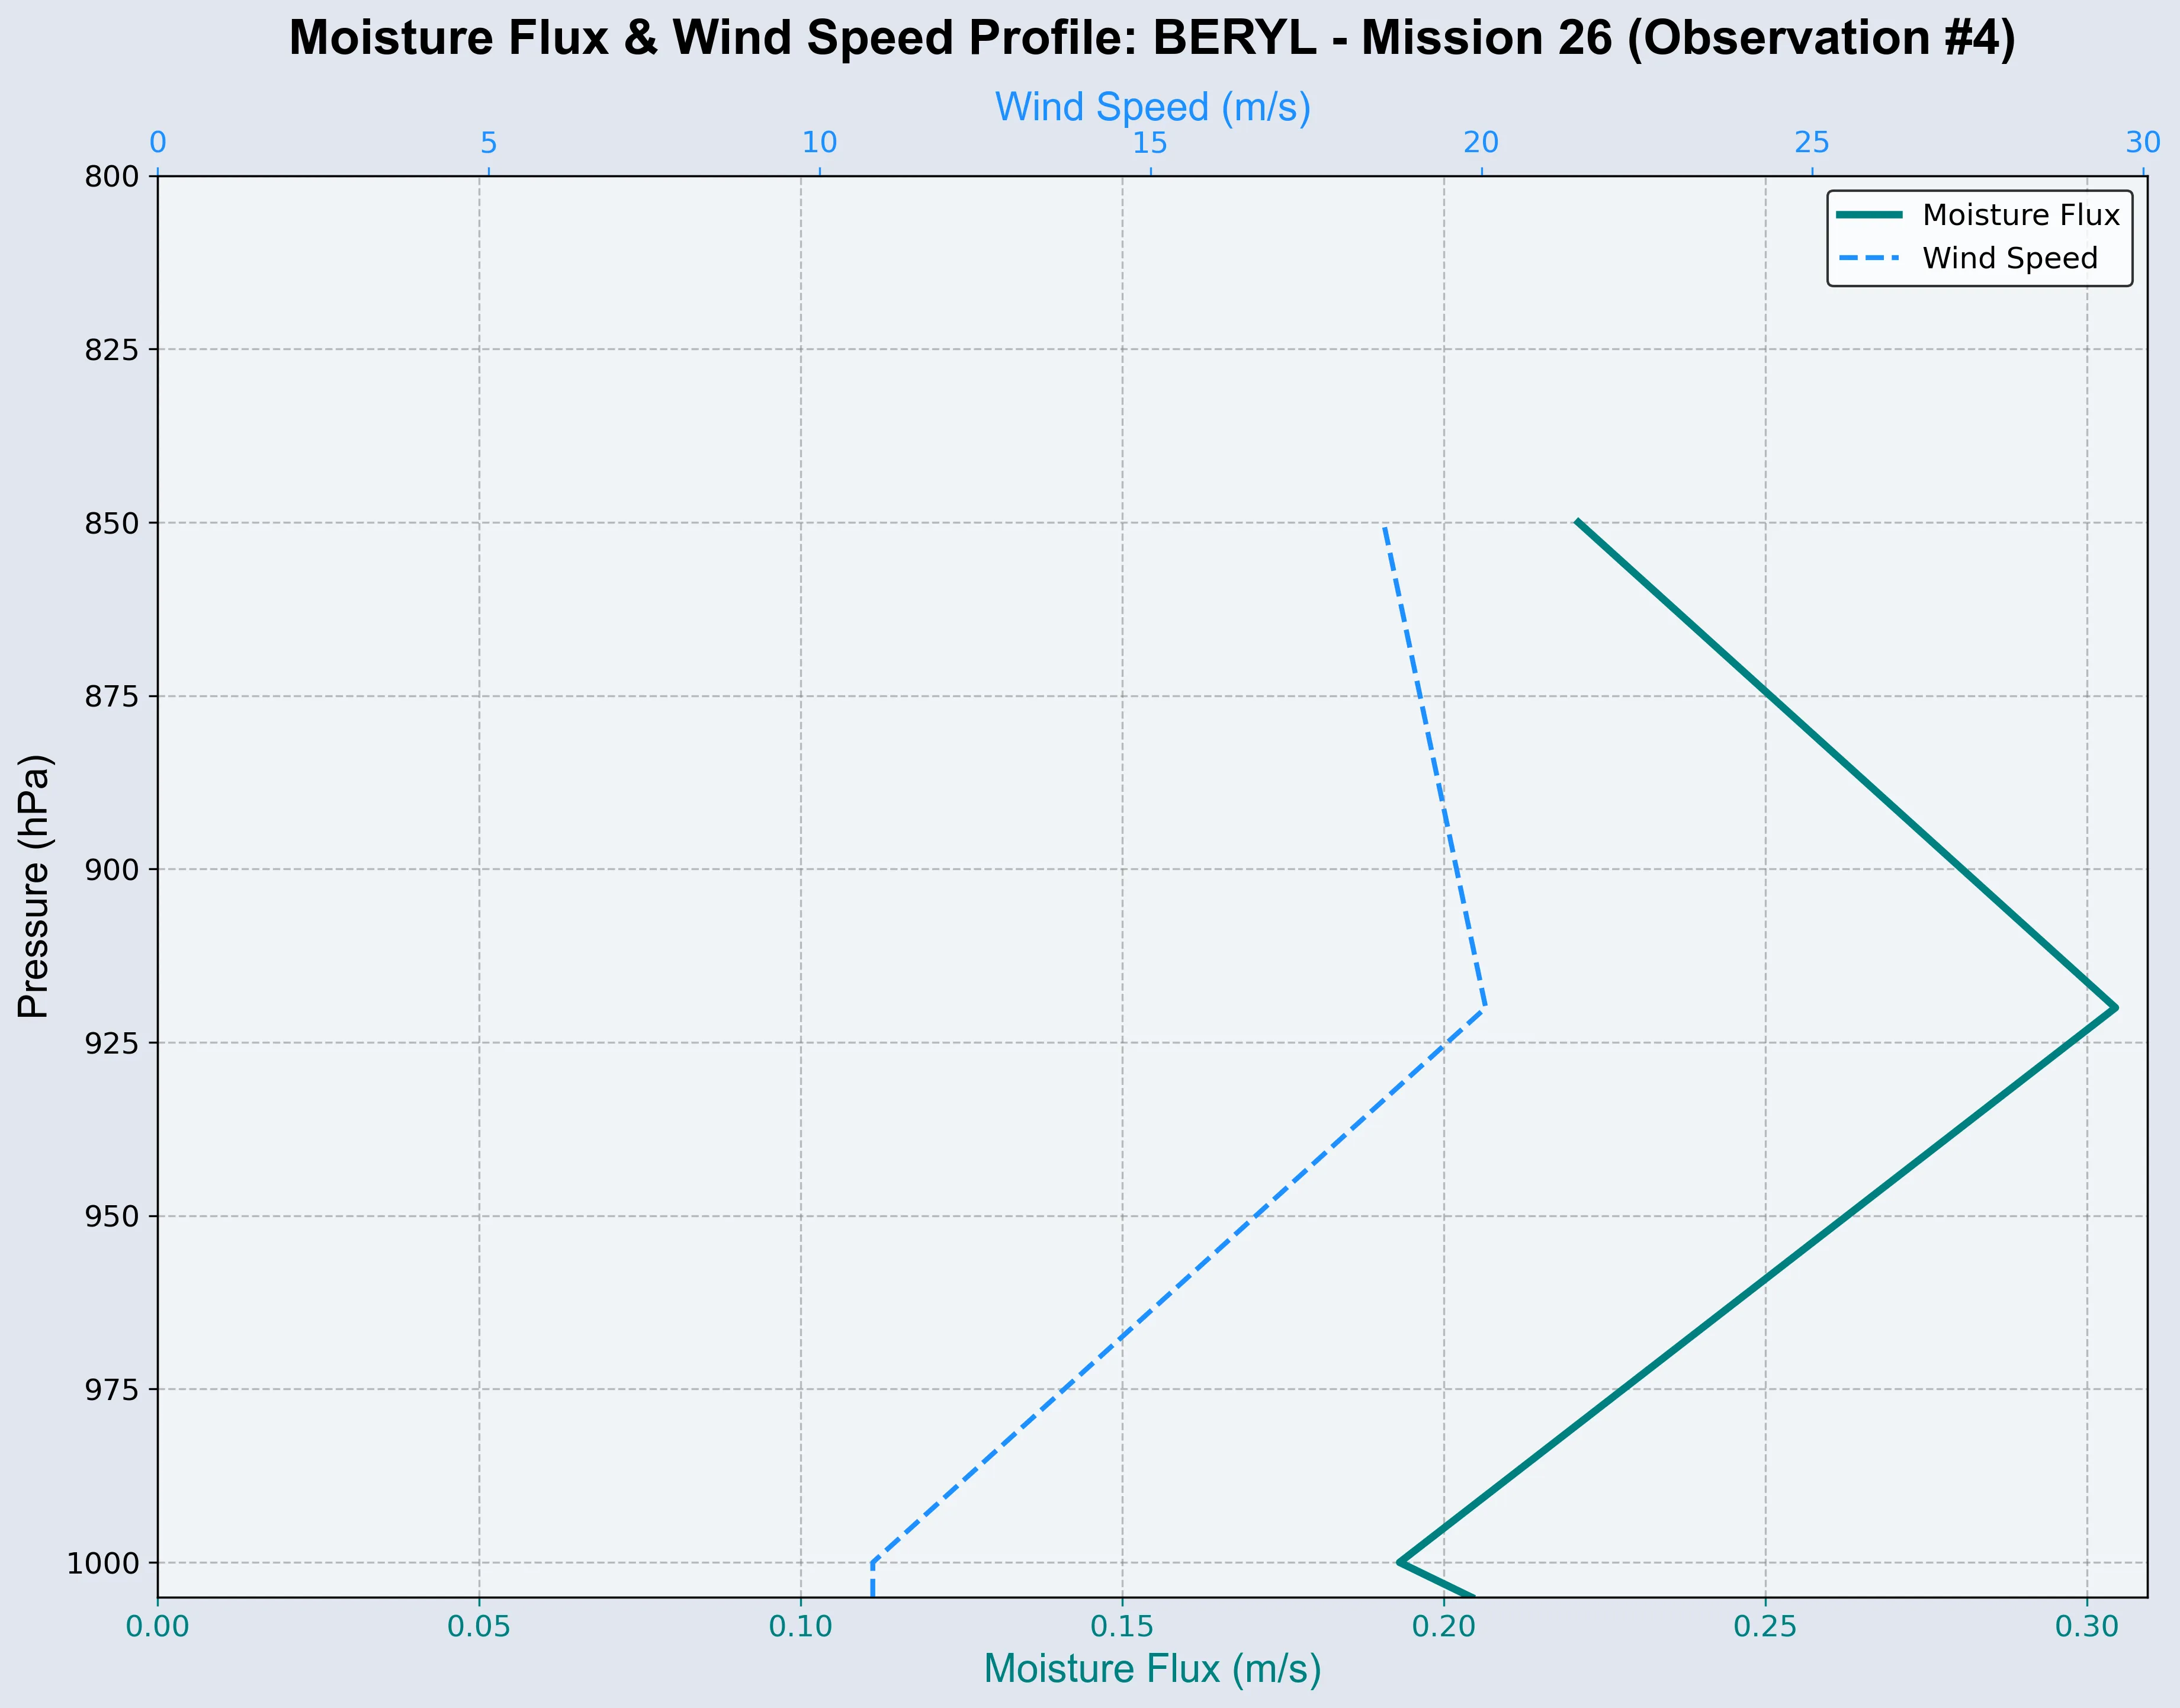 Moisture Flux & Wind Speed Profile: BERYL - Mission 26 (Observation #4)
Wind Speed (m/s)
0 5 10 15 20 25 30
Moisture Flux
Wind Speed
Pressure (hPa)
800
825
850
875
900
925
950
975
1000
0.00 0.05 0.10 0.15 0.20 0.25 0.30
Moisture Flux (m/s)